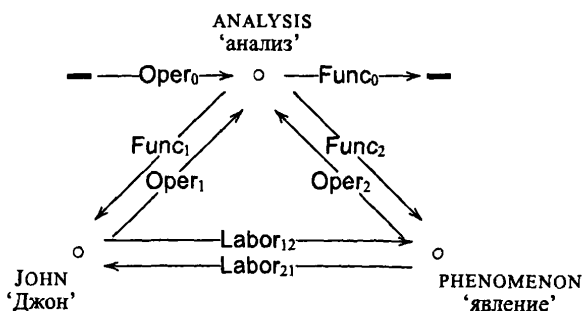 ANALYSIS
‘анализ’
Oper₀ Func₀
Func₁ Func₂
Oper₁ Oper₂
Labor₁₂
Labor₂₁
JOHN PHENOMENON
‘Джон’ ‘явление’